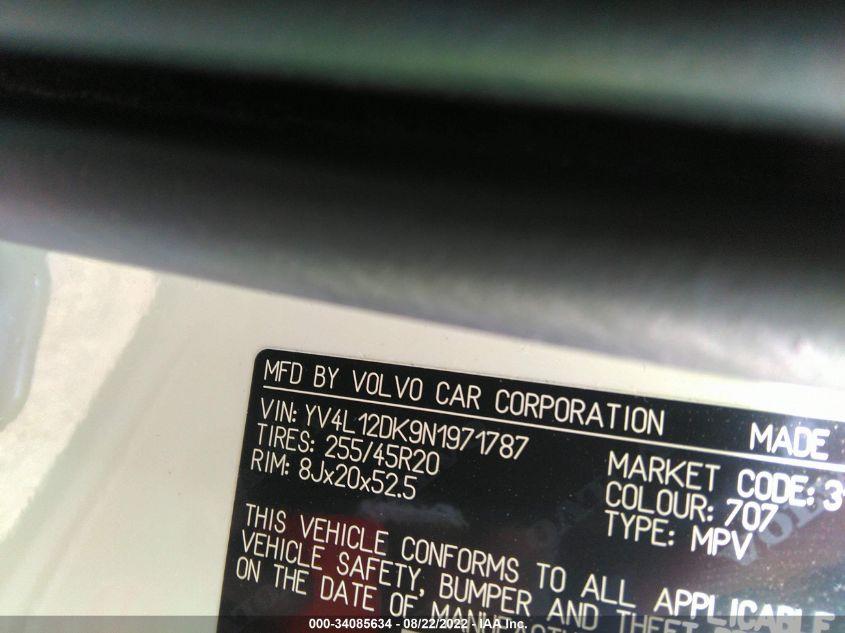 MFD BY VOLVO CAR CORPORATION
MADE
VIN: YV4L12DK9N1971787
TIRES: 255/45R20
RIM: 8Jx20x52.5
MARKET CODE:
COLOUR: 707
TYPE: MPV
THIS VEHICLE CONFORMS TO ALL APPLICABLE
VEHICLE SAFETY, BUMPER AND THEFT
ON THE DATE OF
000-34085634 - 08/22/2022 - IAA Inc.